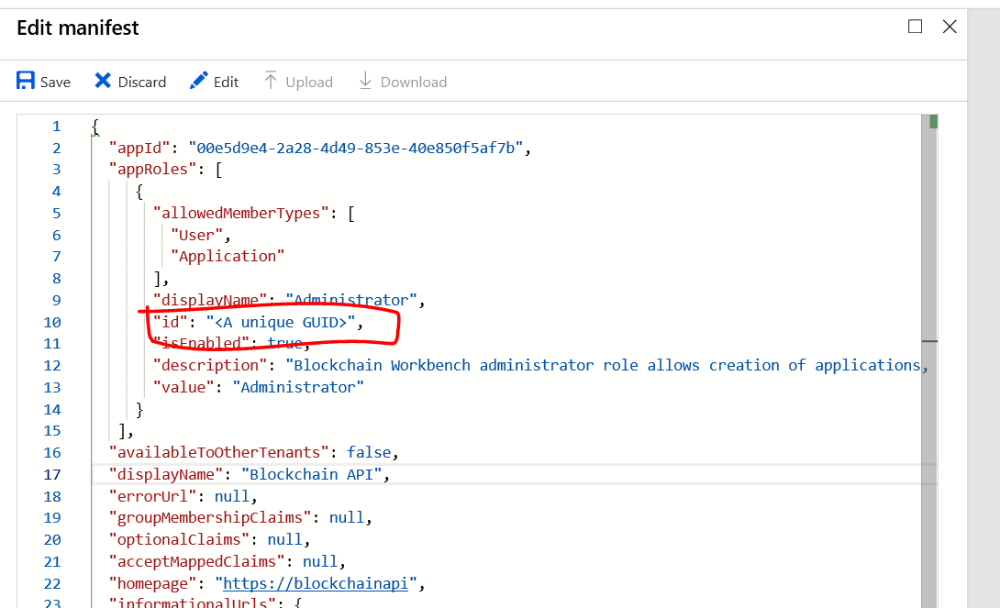 Edit manifest
Save Discard Edit Upload Download
1 {
2 "appId": "00e5d9e4-2a28-4d49-853e-40e850f5af7b",
3 "appRoles": [
4 {
5 "allowedMemberTypes": [
6 "User",
7 "Application"
8 ],
9 "displayName": "Administrator",
10 "id": "<A unique GUID>",
11 "isEnabled": true,
12 "description": "Blockchain Workbench administrator role allows creation of applications,
13 "value": "Administrator"
14 }
15 ],
16 "availableToOtherTenants": false,
17 "displayName": "Blockchain API",
18 "errorUrl": null,
19 "groupMembershipClaims": null,
20 "optionalClaims": null,
21 "acceptMappedClaims": null,
22 "homepage": "https://blockchainapi",
23 "informationalUrls": {